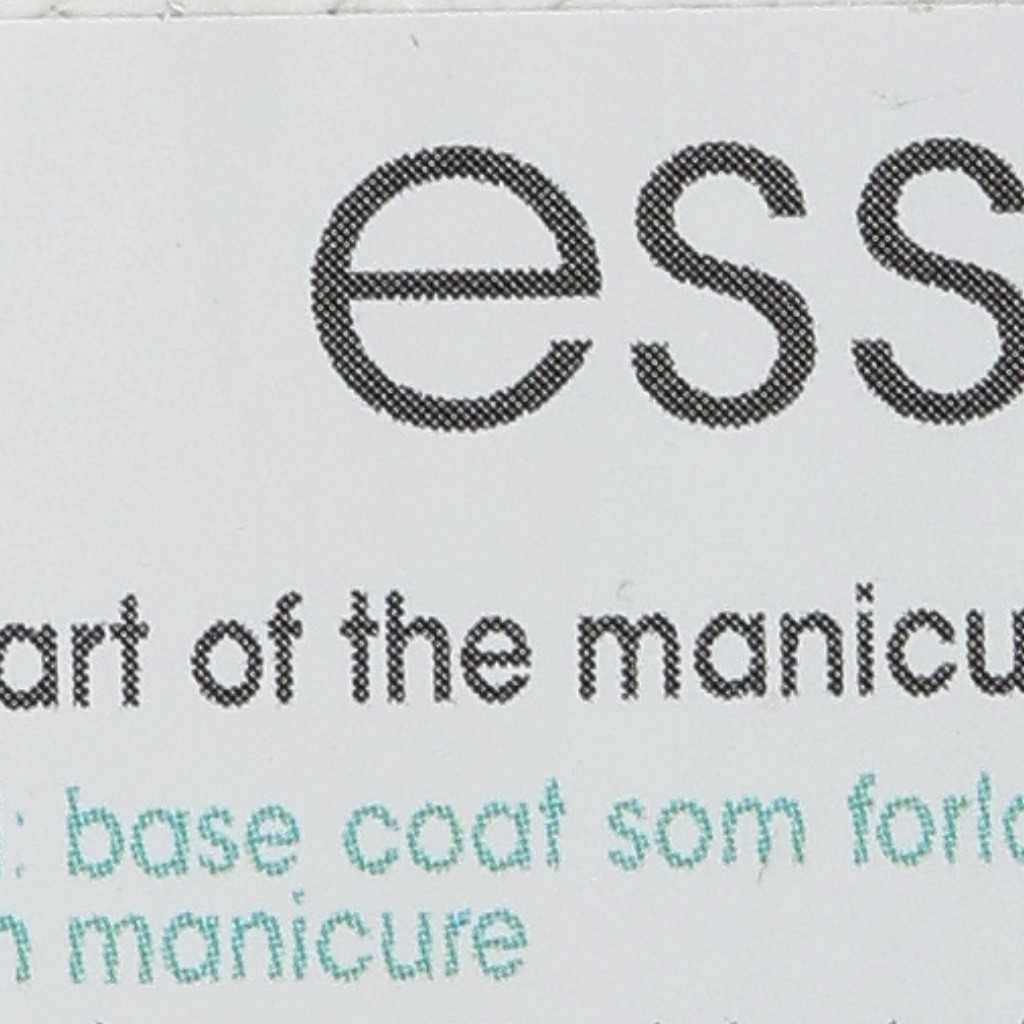 ess
art of the manicu
: base coat som forl
n manicure